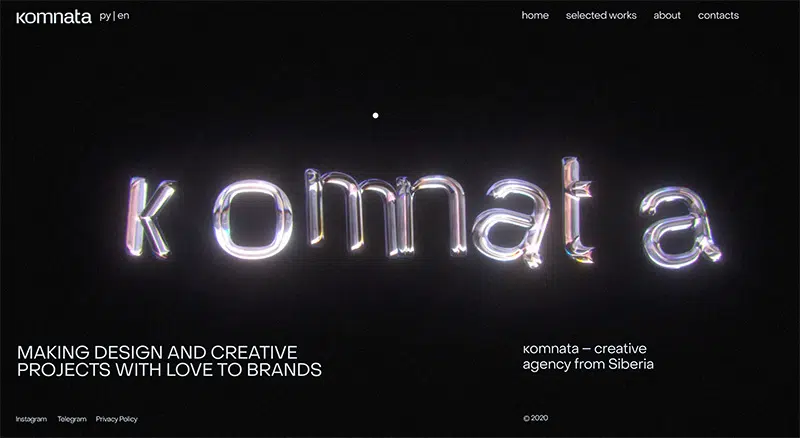 komnata
ру | en
home
selected works
about
contacts
komnata
MAKING DESIGN AND CREATIVE
PROJECTS WITH LOVE TO BRANDS
komnata – creative
agency from Siberia
Instagram
Telegram
Privacy Policy
© 2020